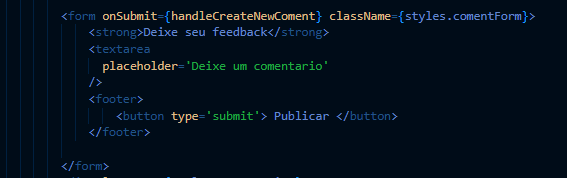 <form onSubmit={handleCreateNewComent} className={styles.comentForm}>
<strong>Deixe seu feedback</strong>
<textarea
placeholder='Deixe um comentario'
/>
<footer>
<button type='submit'> Publicar </button>
</footer>
</form>